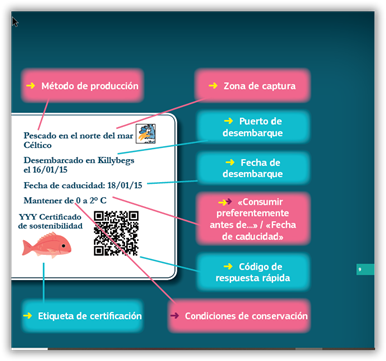 Método de producción
Zona de captura
Puerto de
desembarque
Pescado en el norte del mar
Céltico
Desembarcado en Killybegs
el 16/01/15
Fecha de
desembarque
Fecha de caducidad: 18/01/15
Mantener de 0 a 2º C
«Consumir
preferentemente
antes de...» / «Fecha
de caducidad»
YYY Certificado
de sostenibilidad
Código de
respuesta rápida
Etiqueta de certificación
Condiciones de conservación